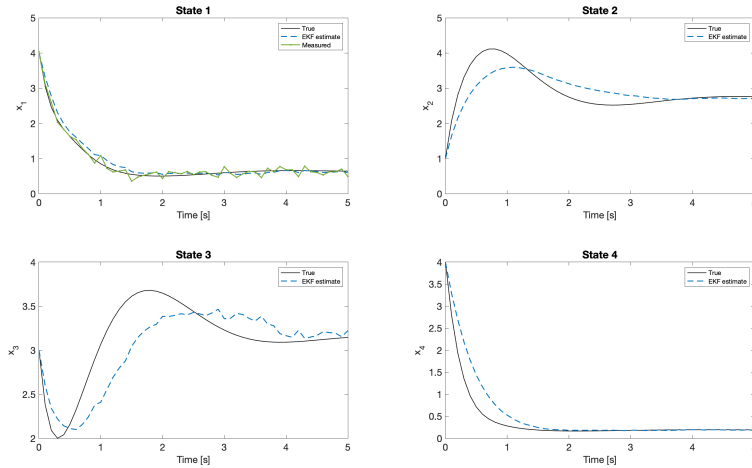 State 1
True
EKF estimate
Measured
x1
5
4
3
2
1
0
0 1 2 3 4 5
Time [s]
State 2
True
EKF estimate
x2
5
4
3
2
1
0
0 1 2 3 4 5
Time [s]
State 3
True
EKF estimate
x3
4
3.5
3
2.5
2
0 1 2 3 4 5
Time [s]
State 4
True
EKF estimate
x4
4
3.5
3
2.5
2
1.5
1
0.5
0
0 1 2 3 4 5
Time [s]